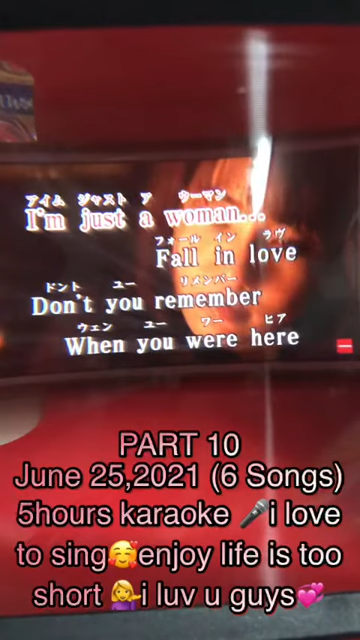 アイム ジャスト ア ウーマン
I'm just a woman...
フォール イン ラヴ
Fall in love
ドント ユー リメンバー
Don't you remember
ウェン ユー ワー ヒア
When you were here
PART 10
June 25,2021 (6 Songs)
5hours karaoke 🎤i love
to sing🥰enjoy life is too
short 💁‍♀️i luv u guys💕